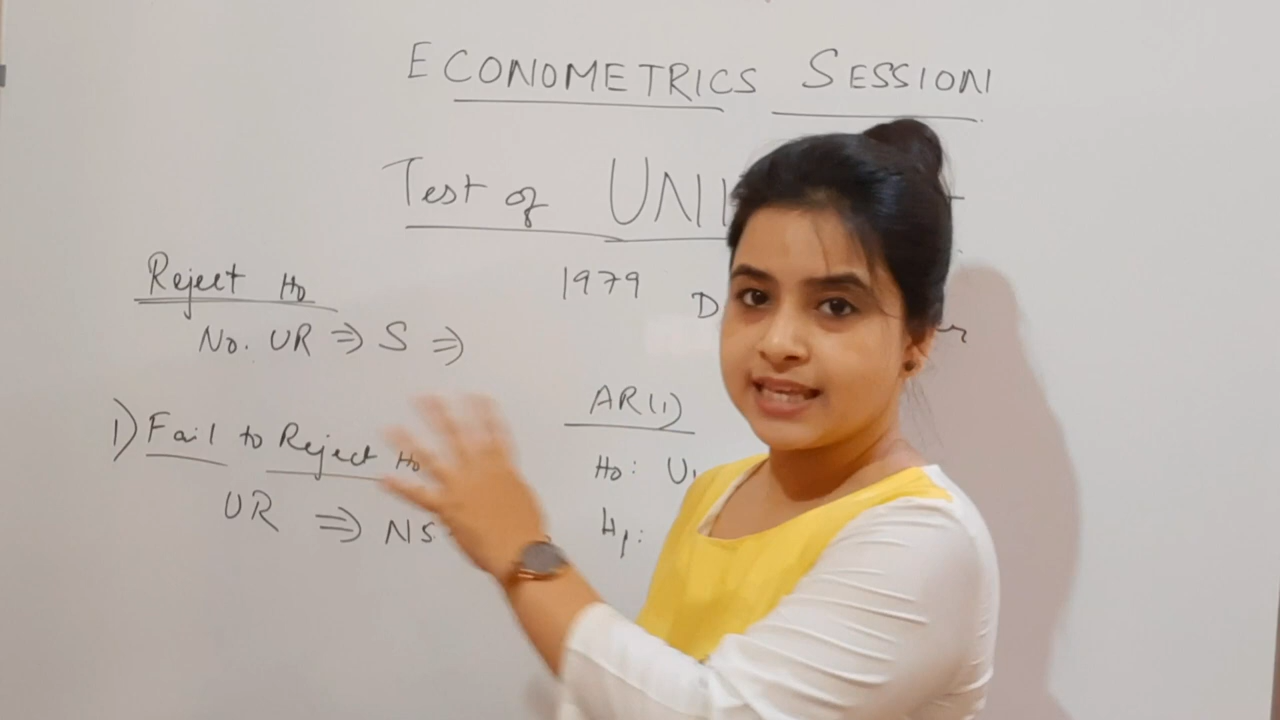 ECONOMETRICS SESSION
Test of UNI
Reject Ho
1979
D
No. UR ⇒ S ⇒
AR(1)
1) Fail to Reject Ho
Ho: U
UR ⇒ NS
H1: